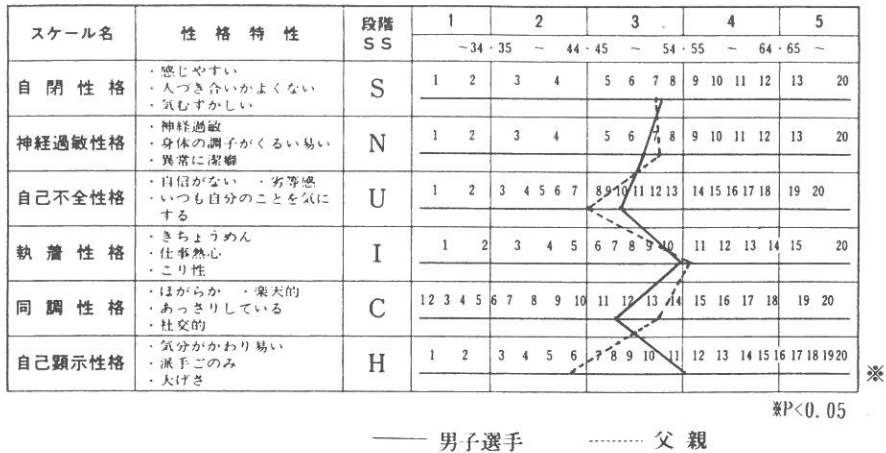 スケール名 性格特性 段階 1 2 3 4 5
SS ~34・35 ~ 44・45 ~ 54・55 ~ 64・65 ~
自閉性格 ・感じやすい
・人づき合いがよくない S 1 2 3 4 5 6 7 8 9 10 11 12 13 20
・気むずかしい
神経過敏性格 ・神経過敏
・身体の調子がくるい易い N 1 2 3 4 5 6 7 8 9 10 11 12 13 20
・異常に潔癖
自己不全性格 ・自信がない ・劣等感
・いつも自分のことを気に U 1 2 3 4 5 6 7 8 9 10 11 12 13 14 15 16 17 18 19 20
する
執着性格 ・きちょうめん
・仕事熱心 I 1 2 3 4 5 6 7 8 9 10 11 12 13 14 15 20
・こり性
同調性格 ・ほがらか ・楽天的
・あっさりしている C 1 2 3 4 5 6 7 8 9 10 11 12 13 14 15 16 17 18 19 20
・社交的
自己顕示性格 ・気分がかわり易い
・派手ごのみ H 1 2 3 4 5 6 7 8 9 10 11 12 13 14 15 16 17 18 19 20 ※
・大げさ
※P<0.05
男子選手 父親